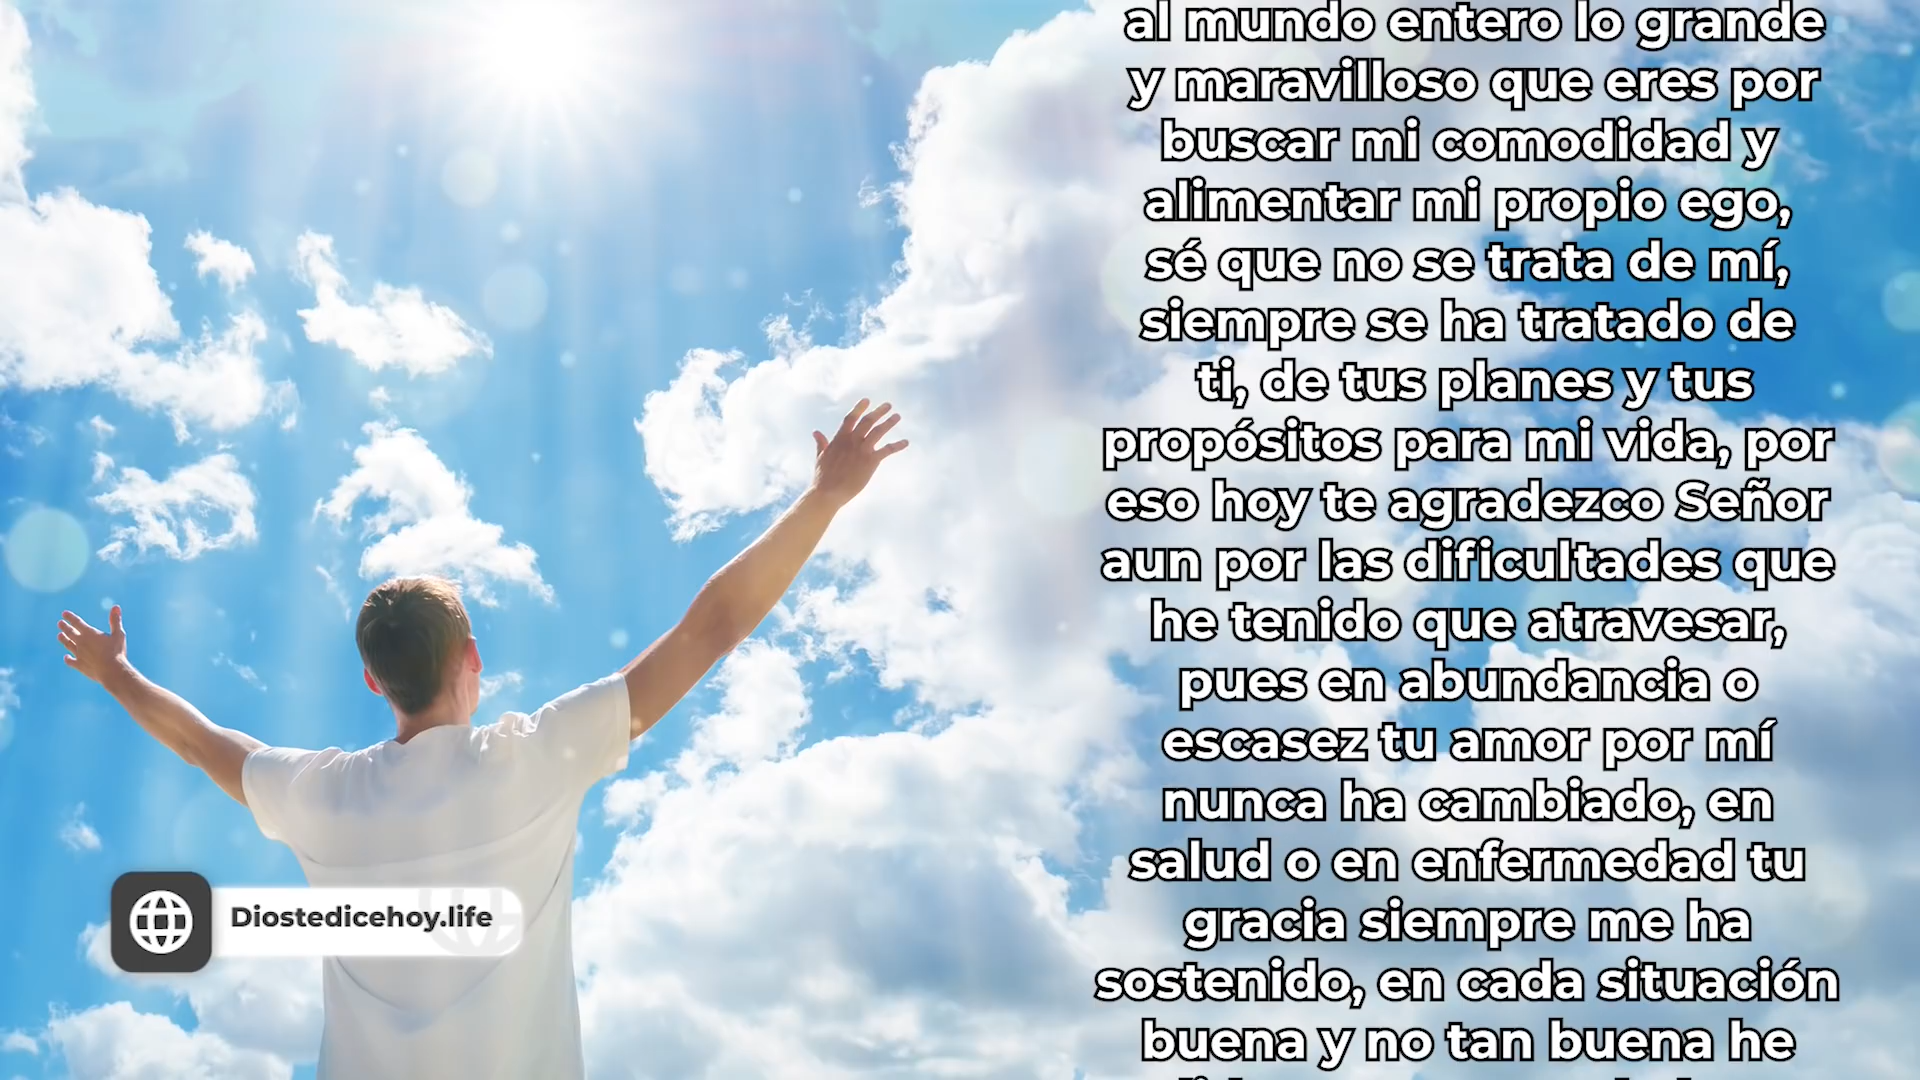 al mundo entero lo grande
y maravilloso que eres por
buscar mi comodidad y
alimentar mi propio ego,
sé que no se trata de mí,
siempre se ha tratado de
ti, de tus planes y tus
propósitos para mi vida, por
eso hoy te agradezco Señor
aun por las dificultades que
he tenido que atravesar,
pues en abundancia o
escasez tu amor por mí
nunca ha cambiado, en
salud o en enfermedad tu
gracia siempre me ha
sostenido, en cada situación
buena y no tan buena he
Diostedicehoy.life